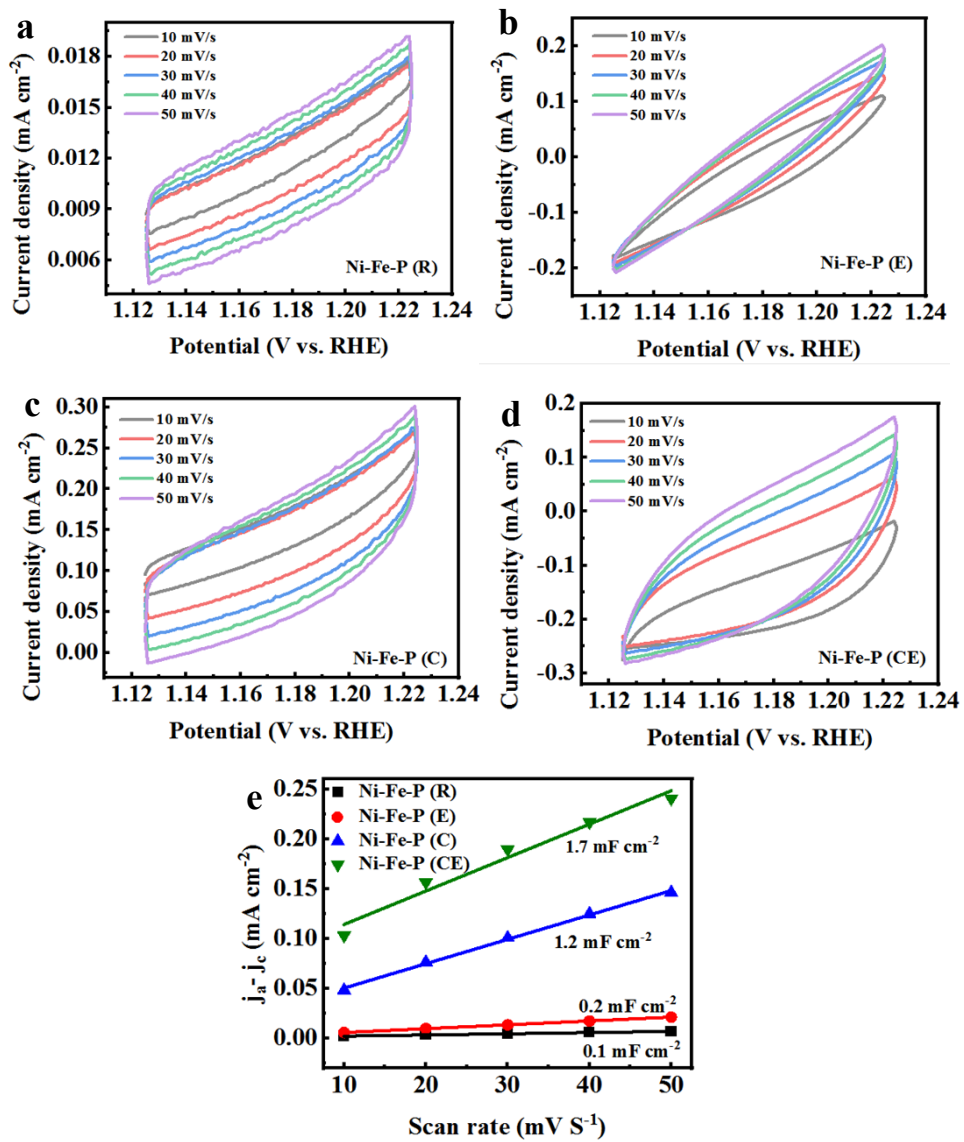 a
0.018
0.015
0.012
0.009
0.006
Current density (mA cm-2)
10 mV/s
20 mV/s
30 mV/s
40 mV/s
50 mV/s
Ni-Fe-P (R)
1.12 1.14 1.16 1.18 1.20 1.22 1.24
Potential (V vs. RHE)
b
0.2
0.1
0.0
-0.1
-0.2
Current density (mA cm-2)
10 mV/s
20 mV/s
30 mV/s
40 mV/s
50 mV/s
Ni-Fe-P (E)
1.12 1.14 1.16 1.18 1.20 1.22 1.24
Potential (V vs. RHE)
c
0.30
0.25
0.20
0.15
0.10
0.05
0.00
Current density (mA cm-2)
10 mV/s
20 mV/s
30 mV/s
40 mV/s
50 mV/s
Ni-Fe-P (C)
1.12 1.14 1.16 1.18 1.20 1.22 1.24
Potential (V vs. RHE)
d
0.2
0.1
0.0
-0.1
-0.2
-0.3
Current density (mA cm-2)
10 mV/s
20 mV/s
30 mV/s
40 mV/s
50 mV/s
Ni-Fe-P (CE)
1.12 1.14 1.16 1.18 1.20 1.22 1.24
Potential (V vs. RHE)
e
0.25
0.20
0.15
0.10
0.05
0.00
ja- jc (mA cm-2)
Ni-Fe-P (R)
Ni-Fe-P (E)
Ni-Fe-P (C)
Ni-Fe-P (CE)
1.7 mF cm-2
1.2 mF cm-2
0.2 mF cm-2
0.1 mF cm-2
10 20 30 40 50
Scan rate (mV S-1)